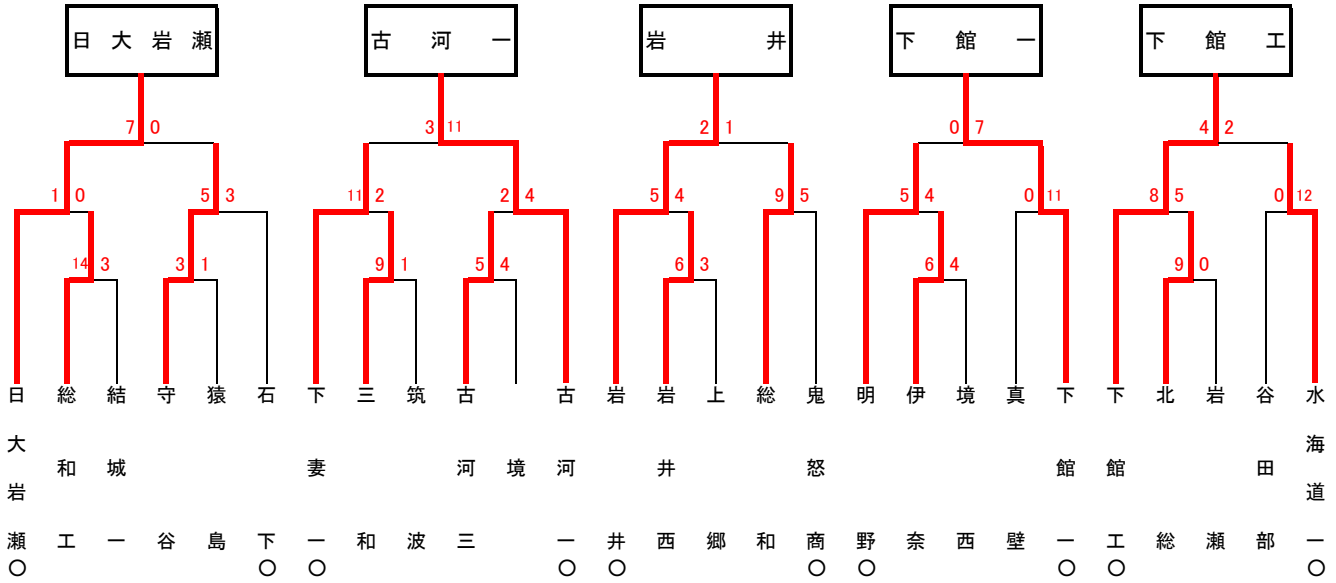 日大岩瀬 古河一 岩井 下館一 下館工
7 0 3 11 2 1 0 7 4 2
1 0 5 3 11 2 2 4 5 4 9 5 5 4 0 11 8 5 0 12
14 3 3 1 9 1 5 4 6 3 6 4 9 0
日大岩瀬○
総和工
結城一
守谷
猿島
石下○
下妻一○
三和
筑波
古河三
境
古河一○
岩井○
岩井西
上郷
総和
鬼怒商○
明野○
伊奈
境西
真壁
下館一○
下館工○
北総
岩瀬
谷田部
水海道一○